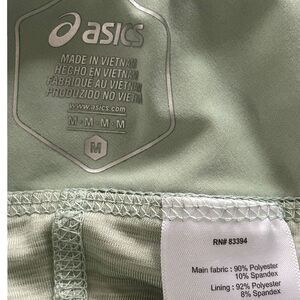 asics
MADE IN VIETNAM
HECHO EN VIETNAM
FABRIQUÉ AU VIETNAM
PRODUZIDO NO VIETNÃ
www.asics.com
M - M - M - M
M
RN# 83394
Main fabric : 90% Polyester
10% Spandex
Lining : 92% Polyester
8% Spandex